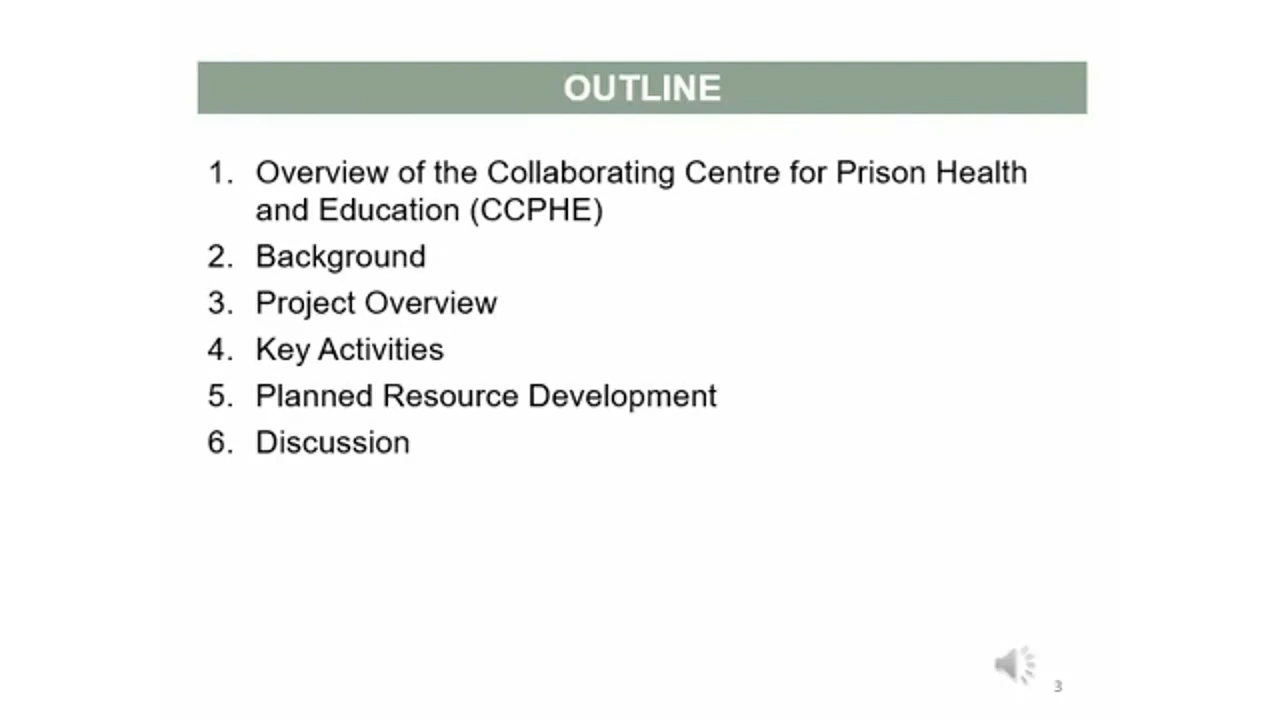 OUTLINE
1. Overview of the Collaborating Centre for Prison Health
and Education (CCPHE)
2. Background
3. Project Overview
4. Key Activities
5. Planned Resource Development
6. Discussion
3